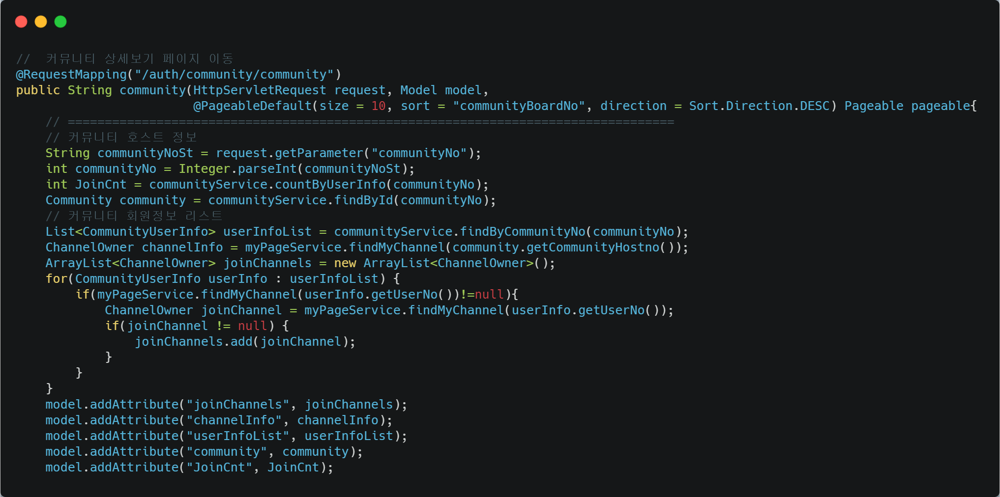 //  커뮤니티 상세보기 페이지 이동
@RequestMapping("/auth/community/community")
public String community(HttpServletRequest request, Model model,
                        @PageableDefault(size = 10, sort = "communityBoardNo", direction = Sort.Direction.DESC) Pageable pageable{
    // ==================================================================================
    // 커뮤니티 호스트 정보
    String communityNoSt = request.getParameter("communityNo");
    int communityNo = Integer.parseInt(communityNoSt);
    int JoinCnt = communityService.countByUserInfo(communityNo);
    Community community = communityService.findById(communityNo);
    // 커뮤니티 회원정보 리스트
    List<CommunityUserInfo> userInfoList = communityService.findByCommunityNo(communityNo);
    ChannelOwner channelInfo = myPageService.findMyChannel(community.getCommunityHostno());
    ArrayList<ChannelOwner> joinChannels = new ArrayList<ChannelOwner>();
    for(CommunityUserInfo userInfo : userInfoList) {
        if(myPageService.findMyChannel(userInfo.getUserNo())!=null){
            ChannelOwner joinChannel = myPageService.findMyChannel(userInfo.getUserNo());
            if(joinChannel != null) {
                joinChannels.add(joinChannel);
            }
        }
    }
    model.addAttribute("joinChannels", joinChannels);
    model.addAttribute("channelInfo", channelInfo);
    model.addAttribute("userInfoList", userInfoList);
    model.addAttribute("community", community);
    model.addAttribute("JoinCnt", JoinCnt);